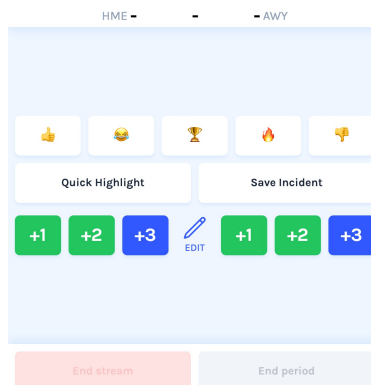 HME - - - AWY
Quick Highlight Save Incident
+1 +2 +3 EDIT +1 +2 +3
End stream End period